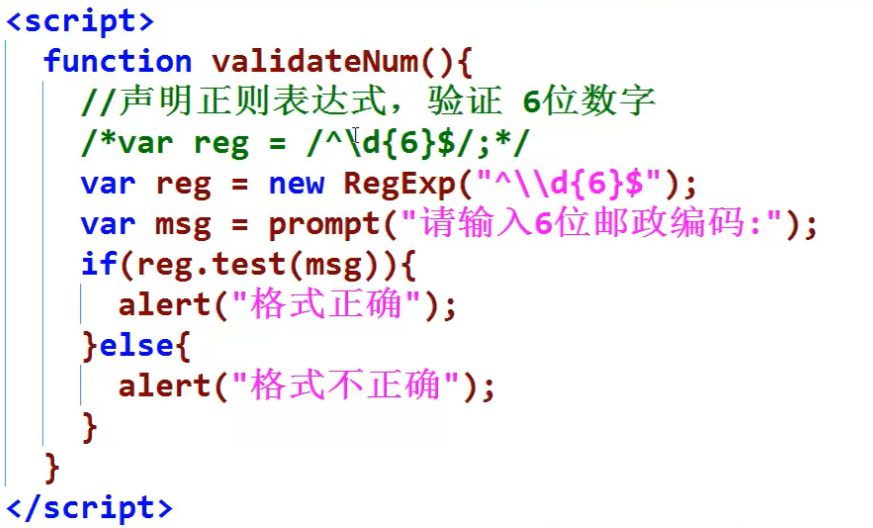 <script>
function validateNum(){
//声明正则表达式，验证 6位数字
/*var reg = /^\d{6}$/;*/
var reg = new RegExp("^\\d{6}$");
var msg = prompt("请输入6位邮政编码:");
if(reg.test(msg)){
alert("格式正确");
}else{
alert("格式不正确");
}
}
</script>